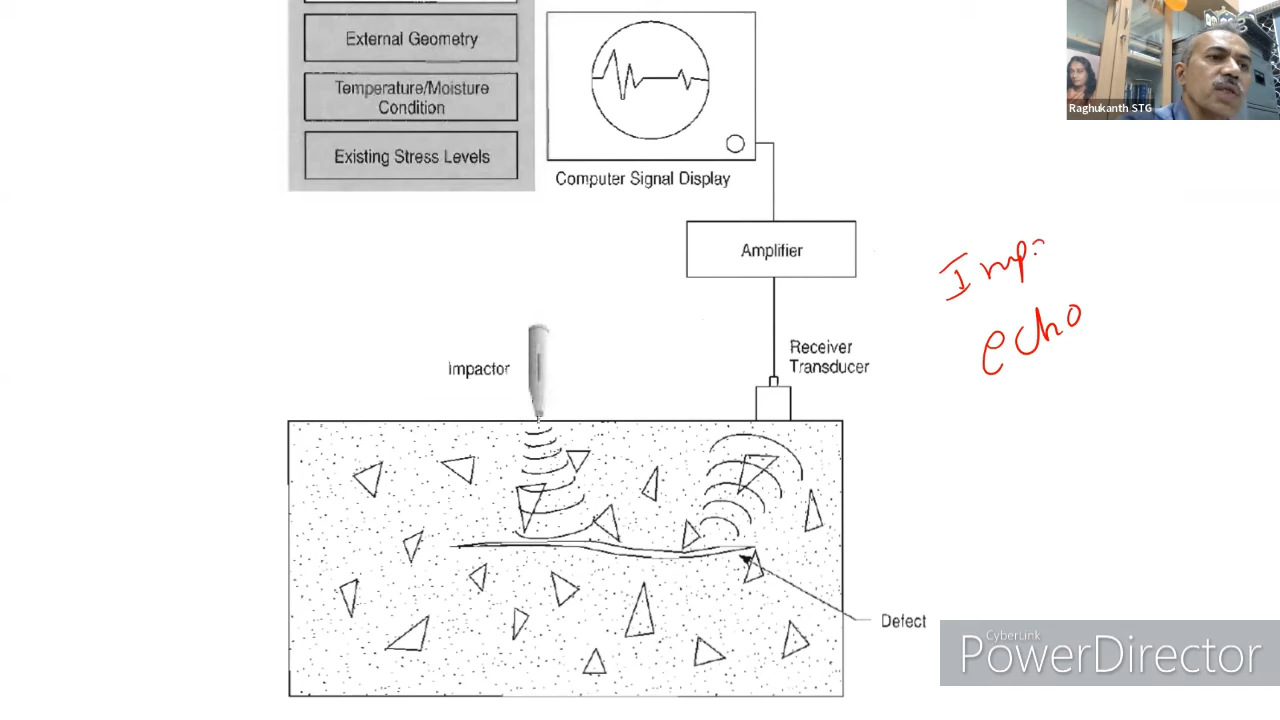 External Geometry
Temperature/Moisture
Condition
Existing Stress Levels
Computer Signal Display
Raghukanth STG
Amplifier
Imp
echo
Receiver
Transducer
Impactor
Defect
CyberLink
PowerDirector